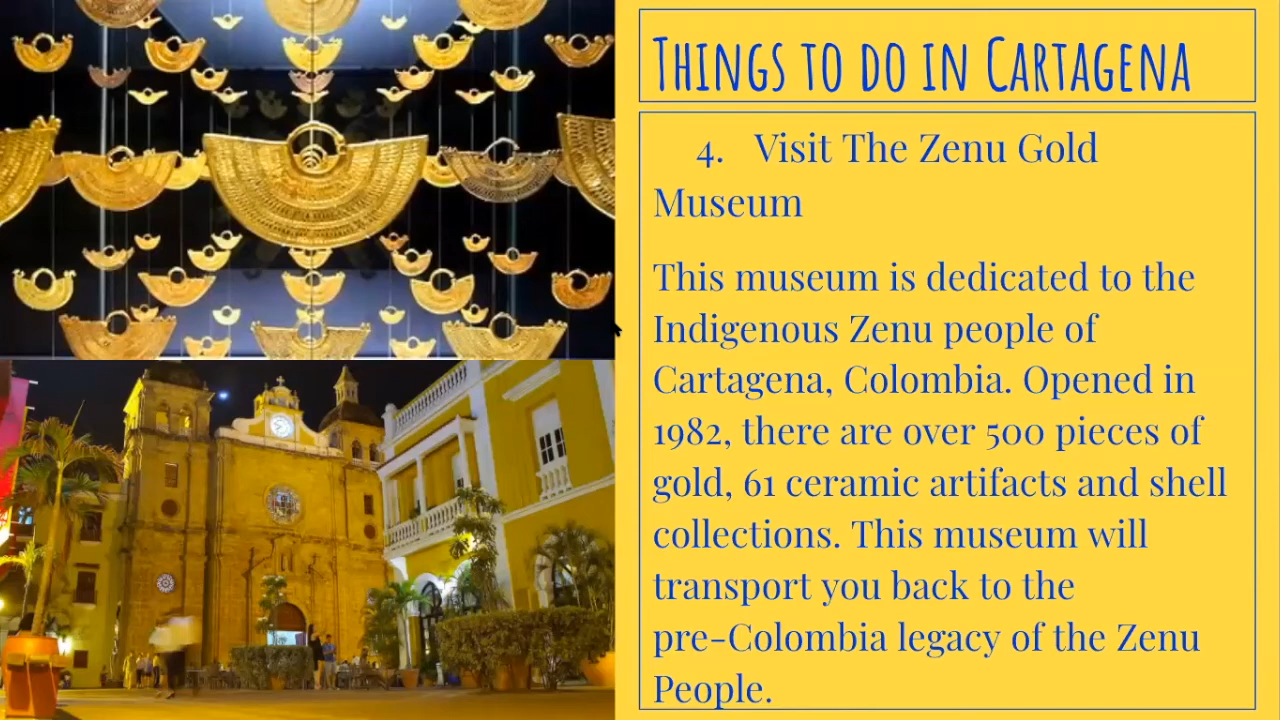 Things to do in Cartagena
4. Visit The Zenu Gold
Museum
This museum is dedicated to the
Indigenous Zenu people of
Cartagena, Colombia. Opened in
1982, there are over 500 pieces of
gold, 61 ceramic artifacts and shell
collections. This museum will
transport you back to the
pre-Colombia legacy of the Zenu
People.